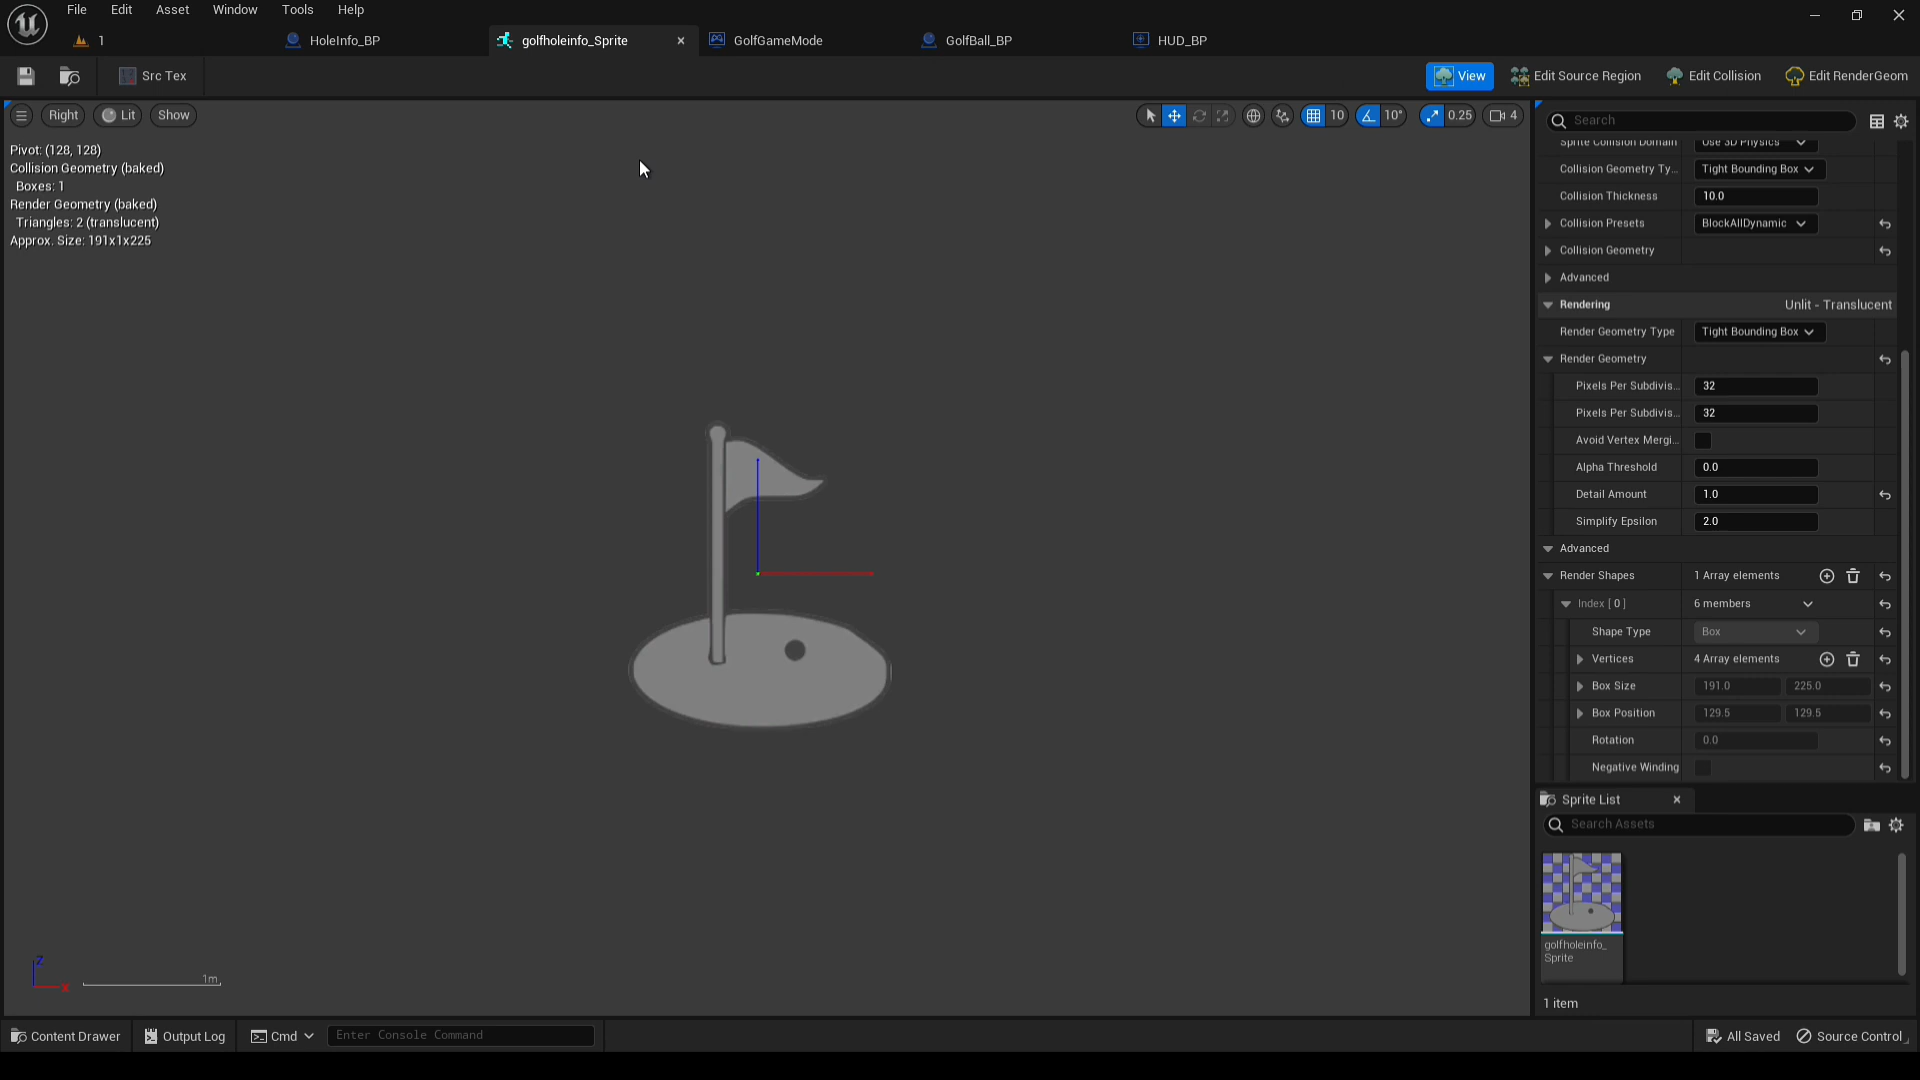 File Edit Asset Window Tools Help
1 HoleInfo_BP golfholeinfo_Sprite GolfGameMode GolfBall_BP HUD_BP
Src Tex View Edit Source Region Edit Collision Edit RenderGeom
Right Lit Show 10 10° 0.25 4
Pivot: (128, 128)
Collision Geometry (baked)
Boxes: 1
Render Geometry (baked)
Triangles: 2 (translucent)
Approx. Size: 191x1x225
Z
X
1m
Search
Sprite Collision Domain Use 3D Physics
Collision Geometry Ty... Tight Bounding Box
Collision Thickness 10.0
Collision Presets BlockAllDynamic
Collision Geometry
Advanced
Rendering Unlit - Translucent
Render Geometry Type Tight Bounding Box
Render Geometry
Pixels Per Subdivis... 32
Pixels Per Subdivis... 32
Avoid Vertex Mergi...
Alpha Threshold 0.0
Detail Amount 1.0
Simplify Epsilon 2.0
Advanced
Render Shapes 1 Array elements
Index [ 0 ] 6 members
Shape Type Box
Vertices 4 Array elements
Box Size 191.0 225.0
Box Position 129.5 129.5
Rotation 0.0
Negative Winding
Sprite List
Search Assets
golfholeinfo_
Sprite
1 item
Content Drawer Output Log Cmd Enter Console Command All Saved Source Control